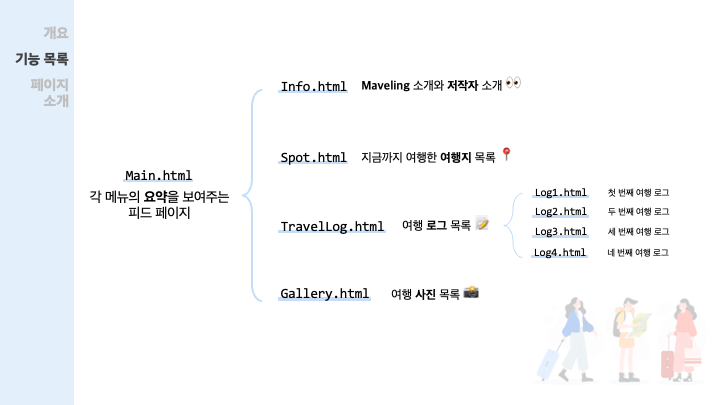 개요
기능 목록
페이지
소개
Main.html
각 메뉴의 요약을 보여주는
피드 페이지
Info.html Maveling 소개와 저작자 소개 👀
Spot.html 지금까지 여행한 여행지 목록 📍
TravelLog.html 여행 로그 목록 📝
Log1.html 첫 번째 여행 로그
Log2.html 두 번째 여행 로그
Log3.html 세 번째 여행 로그
Log4.html 네 번째 여행 로그
Gallery.html 여행 사진 목록 📸